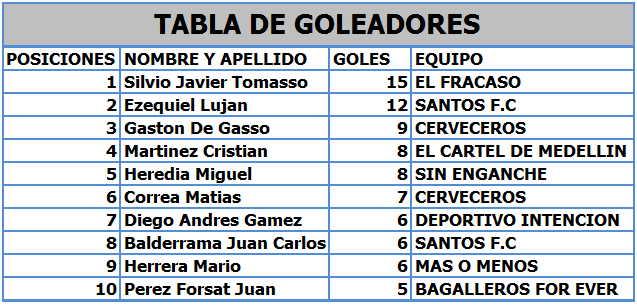 TABLA DE GOLEADORES
POSICIONES NOMBRE Y APELLIDO GOLES EQUIPO
1 Silvio Javier Tomasso 15 EL FRACASO
2 Ezequiel Lujan 12 SANTOS F.C
3 Gaston De Gasso 9 CERVECEROS
4 Martinez Cristian 8 EL CARTEL DE MEDELLIN
5 Heredia Miguel 8 SIN ENGANCHE
6 Correa Matias 7 CERVECEROS
7 Diego Andres Gamez 6 DEPORTIVO INTENCION
8 Balderrama Juan Carlos 6 SANTOS F.C
9 Herrera Mario 6 MAS O MENOS
10 Perez Forsat Juan 5 BAGALLEROS FOR EVER